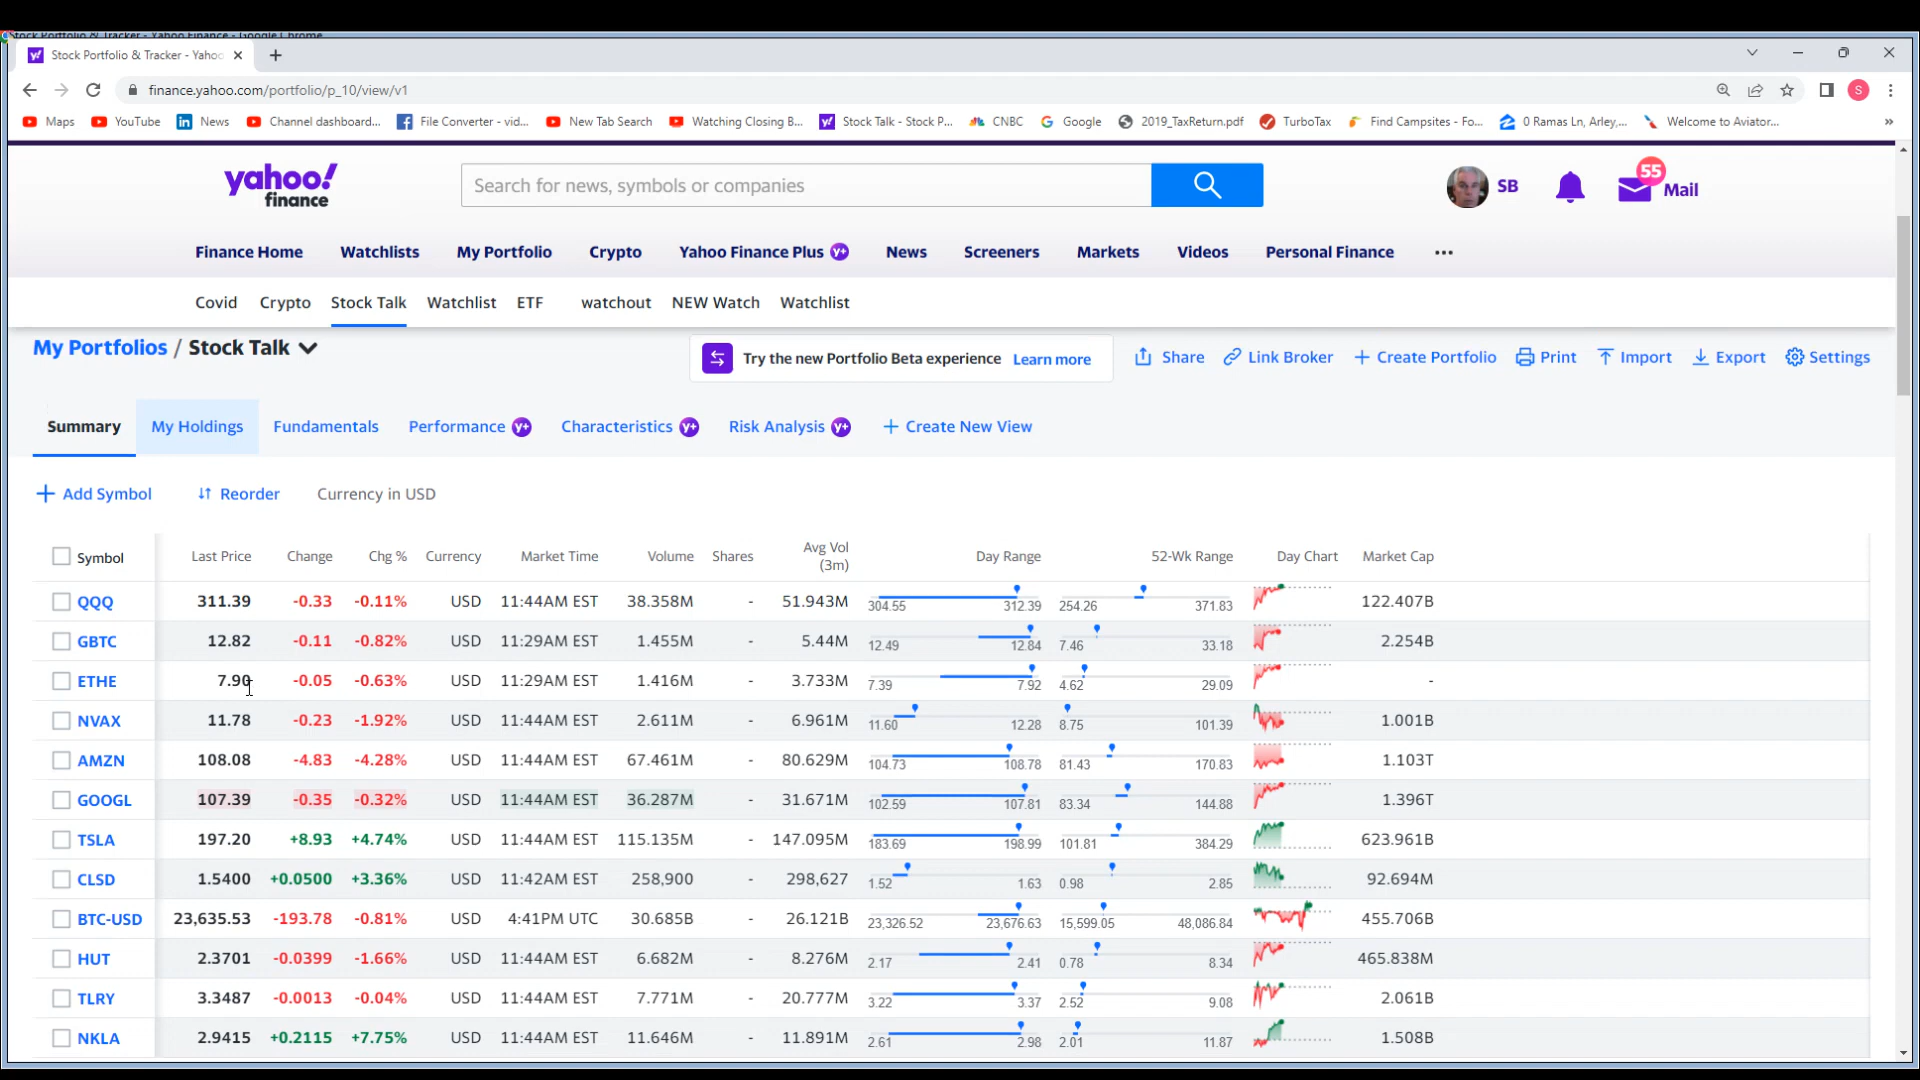 Stock Portfolio & Tracker - Yahoo Finance - Google Chrome
Stock Portfolio & Tracker - Yahoo
finance.yahoo.com/portfolio/p_10/view/v1
S
Maps YouTube News Channel dashboard... File Converter - vid... New Tab Search Watching Closing B... Stock Talk - Stock P... CNBC Google 2019_TaxReturn.pdf TurboTax Find Campsites - Fo... 0 Ramas Ln, Arley,... Welcome to Aviator... »
yahoo!
finance
Search for news, symbols or companies
SB
55
Mail
Finance Home Watchlists My Portfolio Crypto Yahoo Finance Plus y+ News Screeners Markets Videos Personal Finance ...
Covid Crypto Stock Talk Watchlist ETF watchout NEW Watch Watchlist
My Portfolios / Stock Talk
Try the new Portfolio Beta experience Learn more
Share Link Broker + Create Portfolio Print Import Export Settings
Summary My Holdings Fundamentals Performance y+ Characteristics y+ Risk Analysis y+ + Create New View
+ Add Symbol Reorder Currency in USD
Symbol Last Price Change Chg % Currency Market Time Volume Shares Avg Vol (3m) Day Range 52-Wk Range Day Chart Market Cap
QQQ 311.39 -0.33 -0.11% USD 11:44AM EST 38.358M - 51.943M 304.55 312.39 254.26 371.83 122.407B
GBTC 12.82 -0.11 -0.82% USD 11:29AM EST 1.455M - 5.44M 12.49 12.84 7.46 33.18 2.254B
ETHE 7.90 -0.05 -0.63% USD 11:29AM EST 1.416M - 3.733M 7.39 7.92 4.62 29.09 -
NVAX 11.78 -0.23 -1.92% USD 11:44AM EST 2.611M - 6.961M 11.60 12.28 8.75 101.39 1.001B
AMZN 108.08 -4.83 -4.28% USD 11:44AM EST 67.461M - 80.629M 104.73 108.78 81.43 170.83 1.103T
GOOGL 107.39 -0.35 -0.32% USD 11:44AM EST 36.287M - 31.671M 102.59 107.81 83.34 144.88 1.396T
TSLA 197.20 +8.93 +4.74% USD 11:44AM EST 115.135M - 147.095M 183.69 198.99 101.81 384.29 623.961B
CLSD 1.5400 +0.0500 +3.36% USD 11:42AM EST 258,900 - 298,627 1.52 1.63 0.98 2.85 92.694M
BTC-USD 23,635.53 -193.78 -0.81% USD 4:41PM UTC 30.685B - 26.121B 23,326.52 23,676.63 15,599.05 48,086.84 455.706B
HUT 2.3701 -0.0399 -1.66% USD 11:44AM EST 6.682M - 8.276M 2.17 2.41 0.78 8.34 465.838M
TLRY 3.3487 -0.0013 -0.04% USD 11:44AM EST 7.771M - 20.777M 3.22 3.37 2.52 9.08 2.061B
NKLA 2.9415 +0.2115 +7.75% USD 11:44AM EST 11.646M - 11.891M 2.61 2.98 2.01 11.87 1.508B